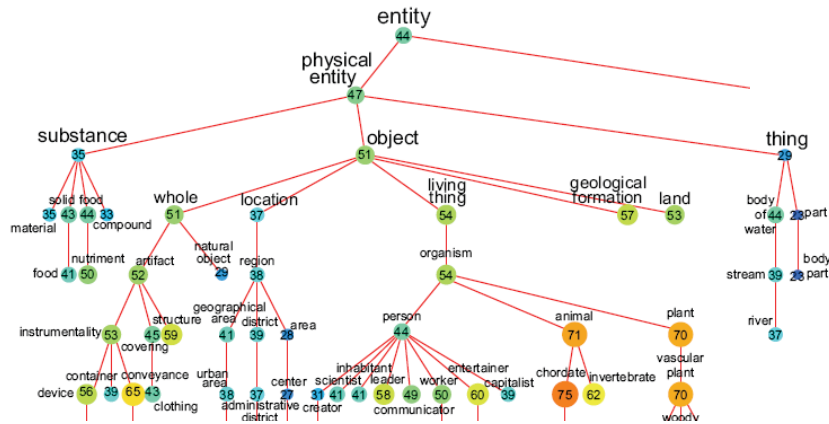 entity
44
physical
entity
47
substance
35
object
51
thing
29
material
35
solid
43
food
44
compound
33
whole
51
location
37
living
thing
54
geological
formation
57
land
53
body
of
water
44
part
23
food
41
nutriment
50
artifact
52
natural
object
29
region
38
organism
54
stream
39
body
part
23
instrumentality
53
covering
45
structure
59
geographical
area
41
district
39
area
28
person
44
animal
71
plant
70
river
37
device
56
container
39
conveyance
65
clothing
43
urban
area
38
administrative
district
37
center
27
creator
31
scientist
41
inhabitant
41
leader
58
communicator
49
worker
50
entertainer
60
capitalist
39
chordate
75
invertebrate
62
vascular
plant
70
woody